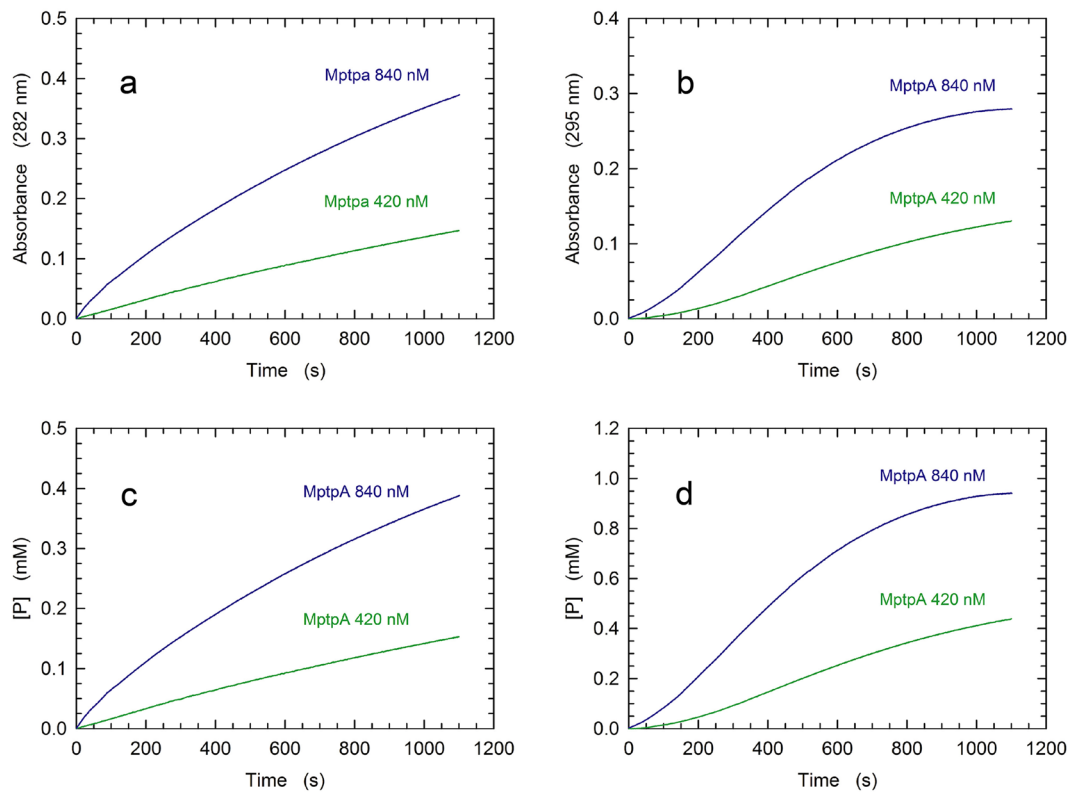 0.5
0.4
0.3
0.2
0.1
0.0
Absorbance (282 nm)
a
Mptpa 840 nM
Mptpa 420 nM
0 200 400 600 800 1000 1200
Time (s)
0.4
0.3
0.2
0.1
0.0
Absorbance (295 nm)
b
MptpA 840 nM
MptpA 420 nM
0 200 400 600 800 1000 1200
Time (s)
0.5
0.4
0.3
0.2
0.1
0.0
[P] (mM)
c
MptpA 840 nM
MptpA 420 nM
0 200 400 600 800 1000 1200
Time (s)
1.2
1.0
0.8
0.6
0.4
0.2
0.0
[P] (mM)
d
MptpA 840 nM
MptpA 420 nM
0 200 400 600 800 1000 1200
Time (s)